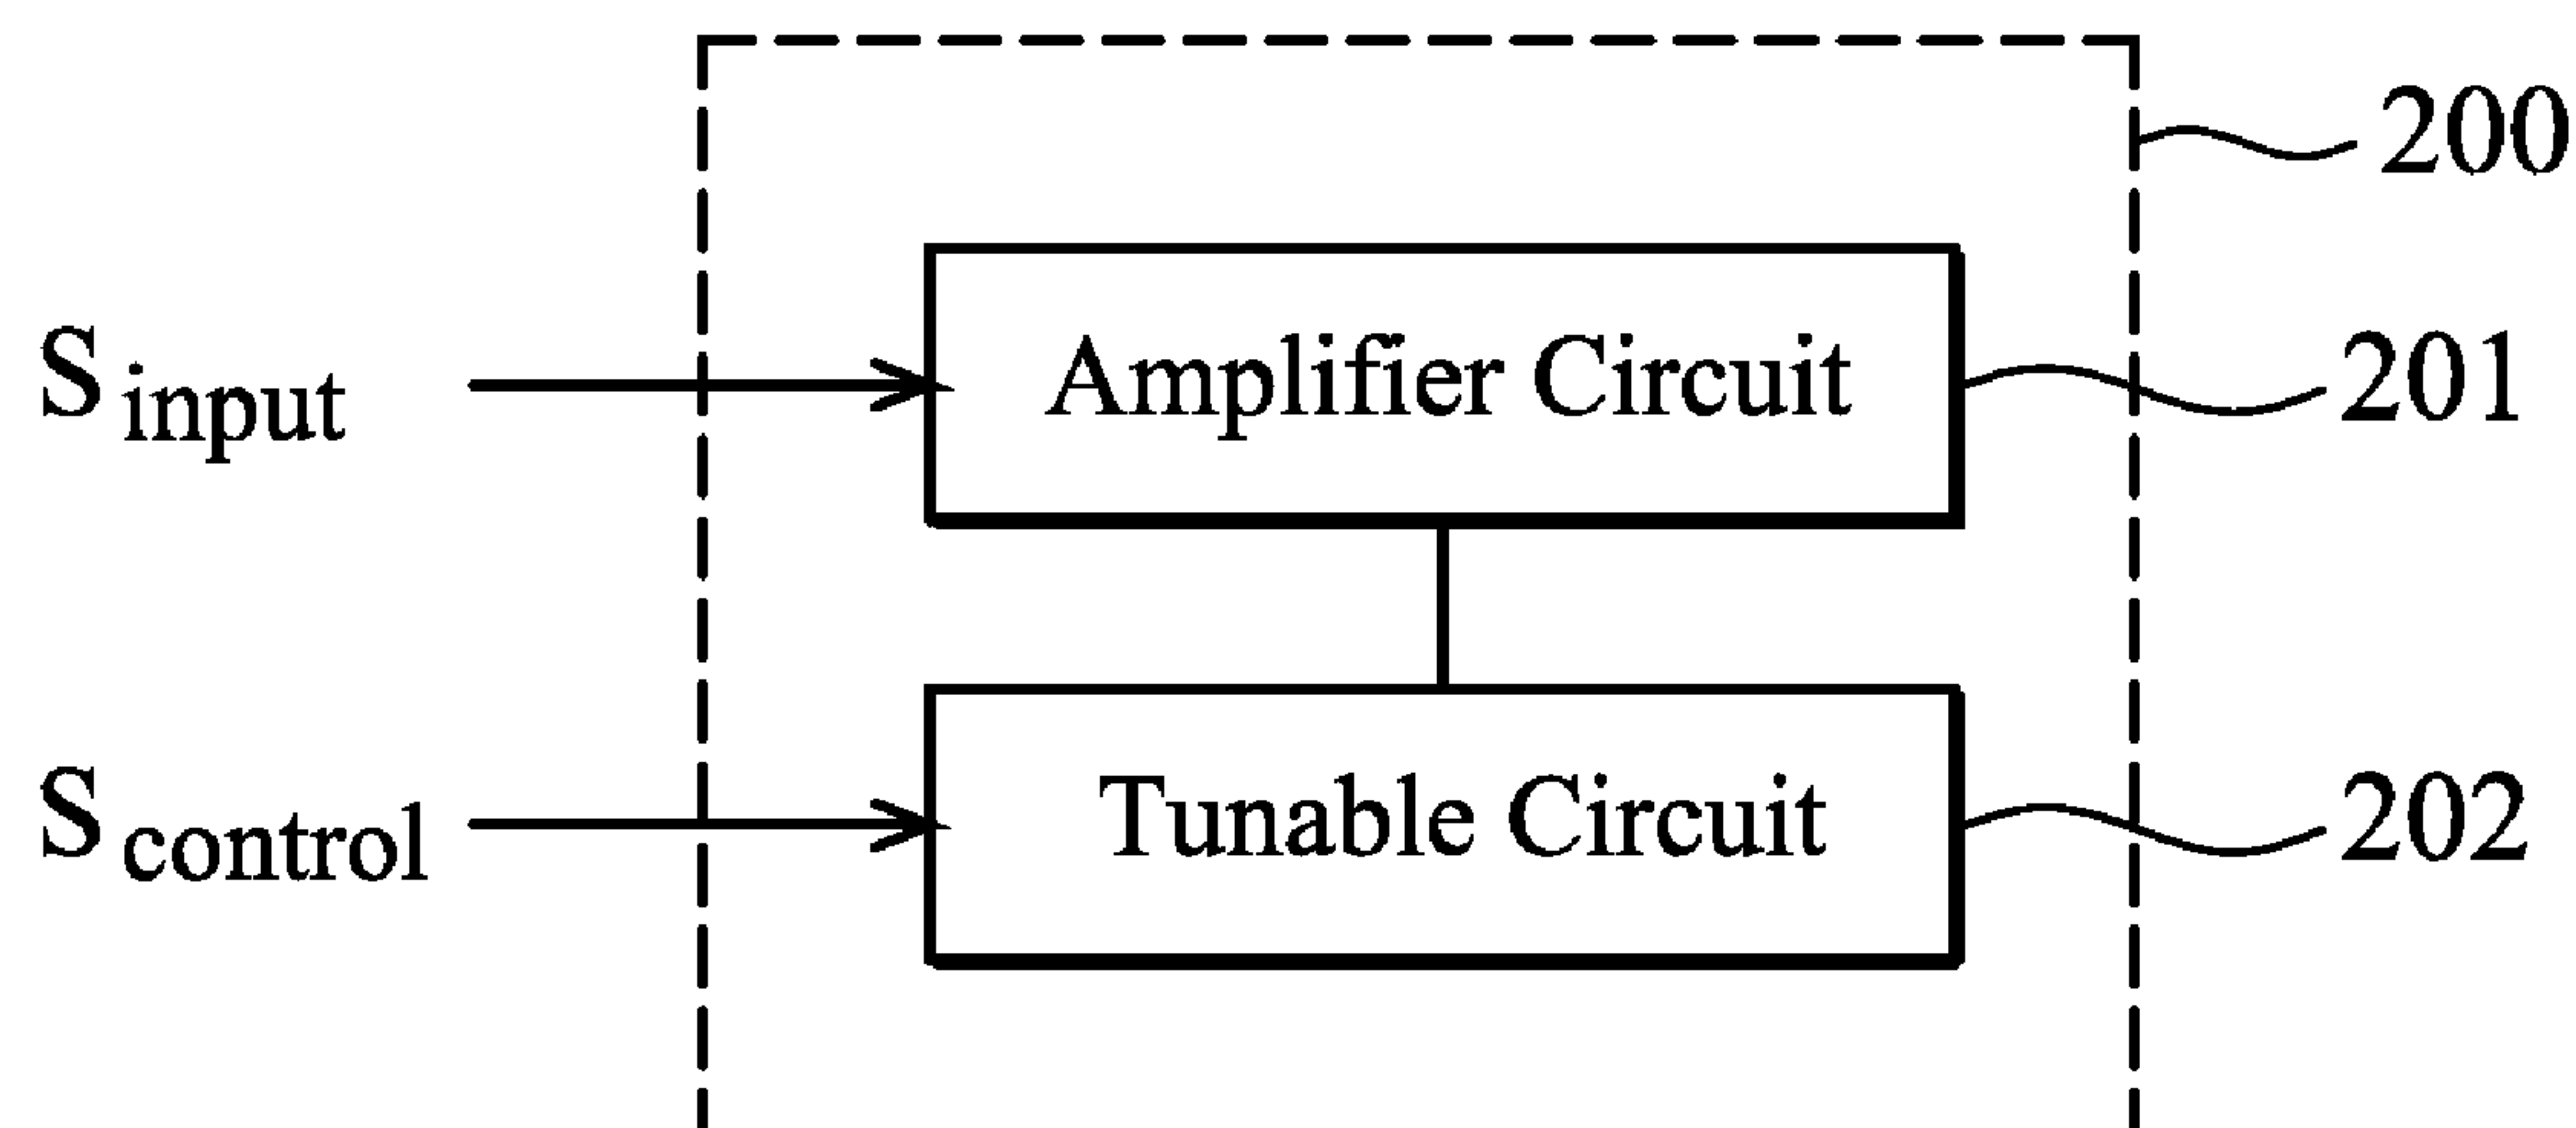 200
S input
Amplifier Circuit
201
S control
Tunable Circuit
202